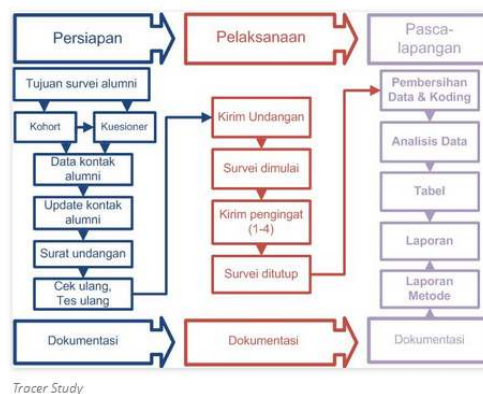 Persiapan
Pelaksanaan
Pasca-
lapangan
Tujuan survei alumni
Kohort
Kuesioner
Data kontak
alumni
Update kontak
alumni
Surat undangan
Cek ulang,
Tes ulang
Kirim Undangan
Survei dimulai
Kirim pengingat
(1-4)
Survei ditutup
Pembersihan
Data & Koding
Analisis Data
Tabel
Laporan
Laporan
Metode
Dokumentasi
Dokumentasi
Dokumentasi
Tracer Study